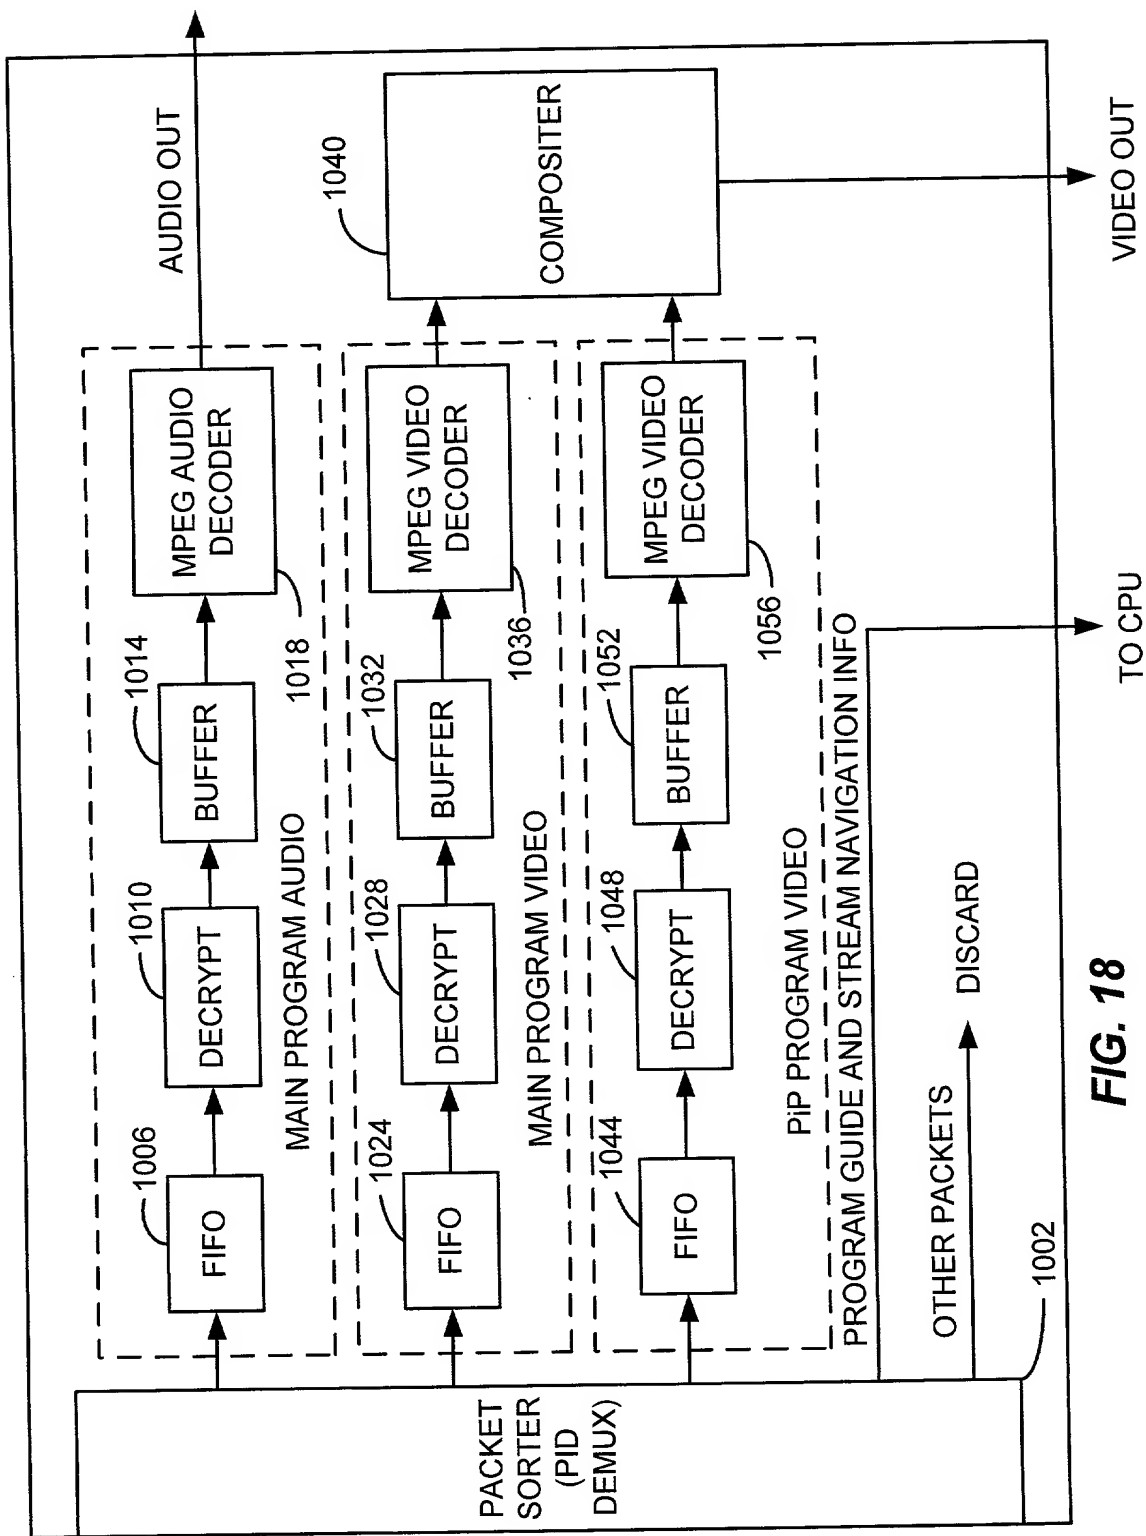 AUDIO OUT
1006
1010
1014
FIFO
DECRYPT
BUFFER
MPEG AUDIO
DECODER
1018
MAIN PROGRAM AUDIO
1040
COMPOSITER
1024
1028
1032
FIFO
DECRYPT
BUFFER
MPEG VIDEO
DECODER
1036
MAIN PROGRAM VIDEO
PACKET
SORTER
(PID
DEMUX)
1044
1048
1052
FIFO
DECRYPT
BUFFER
MPEG VIDEO
DECODER
1056
PiP PROGRAM VIDEO
PROGRAM GUIDE AND STREAM NAVIGATION INFO
OTHER PACKETS
DISCARD
1002
TO CPU
VIDEO OUT
FIG. 18